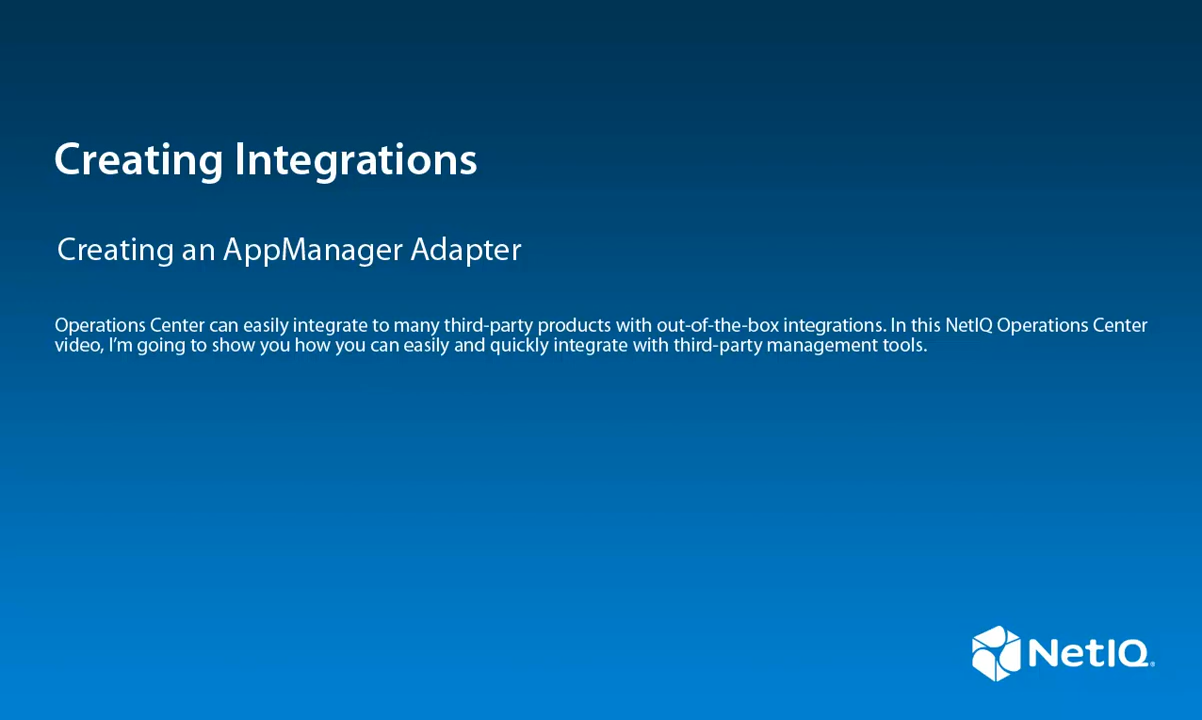 Creating Integrations
Creating an AppManager Adapter
Operations Center can easily integrate to many third-party products with out-of-the-box integrations. In this NetIQ Operations Center
video, I’m going to show you how you can easily and quickly integrate with third-party management tools.
NetIQ.